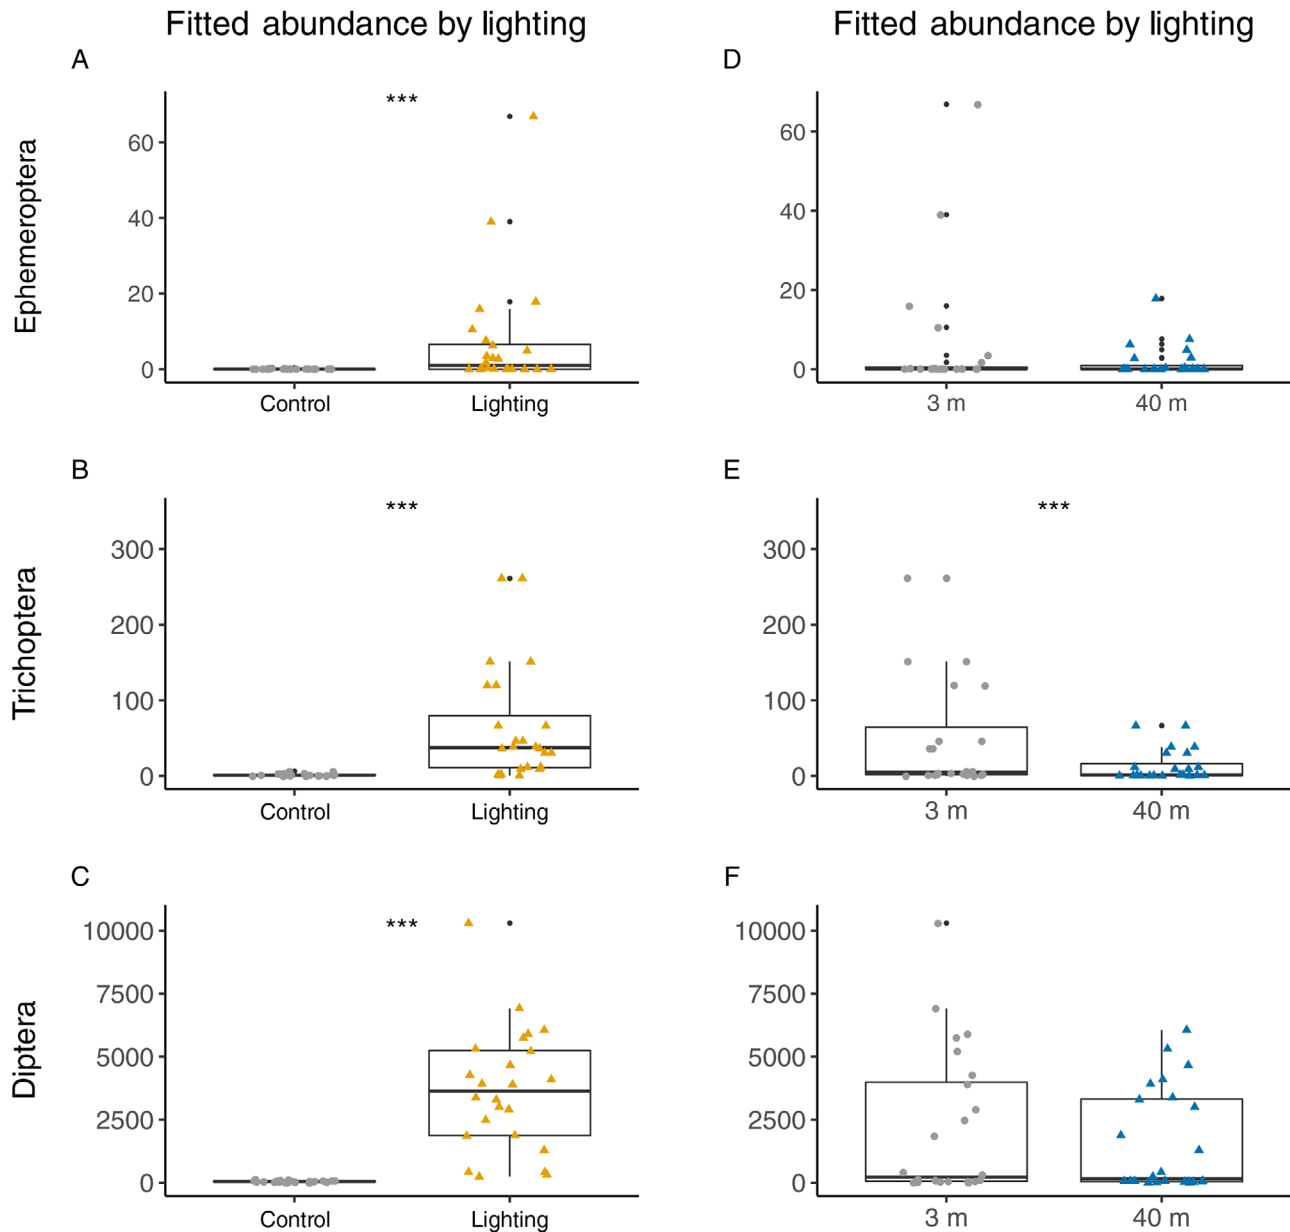 Fitted abundance by lighting
Fitted abundance by lighting
A
***
Ephemeroptera
60
40
20
0
Control
Lighting
D
60
40
20
0
3 m
40 m
B
***
Trichoptera
300
200
100
0
Control
Lighting
E
***
300
200
100
0
3 m
40 m
C
***
Diptera
10000
7500
5000
2500
0
Control
Lighting
F
10000
7500
5000
2500
0
3 m
40 m